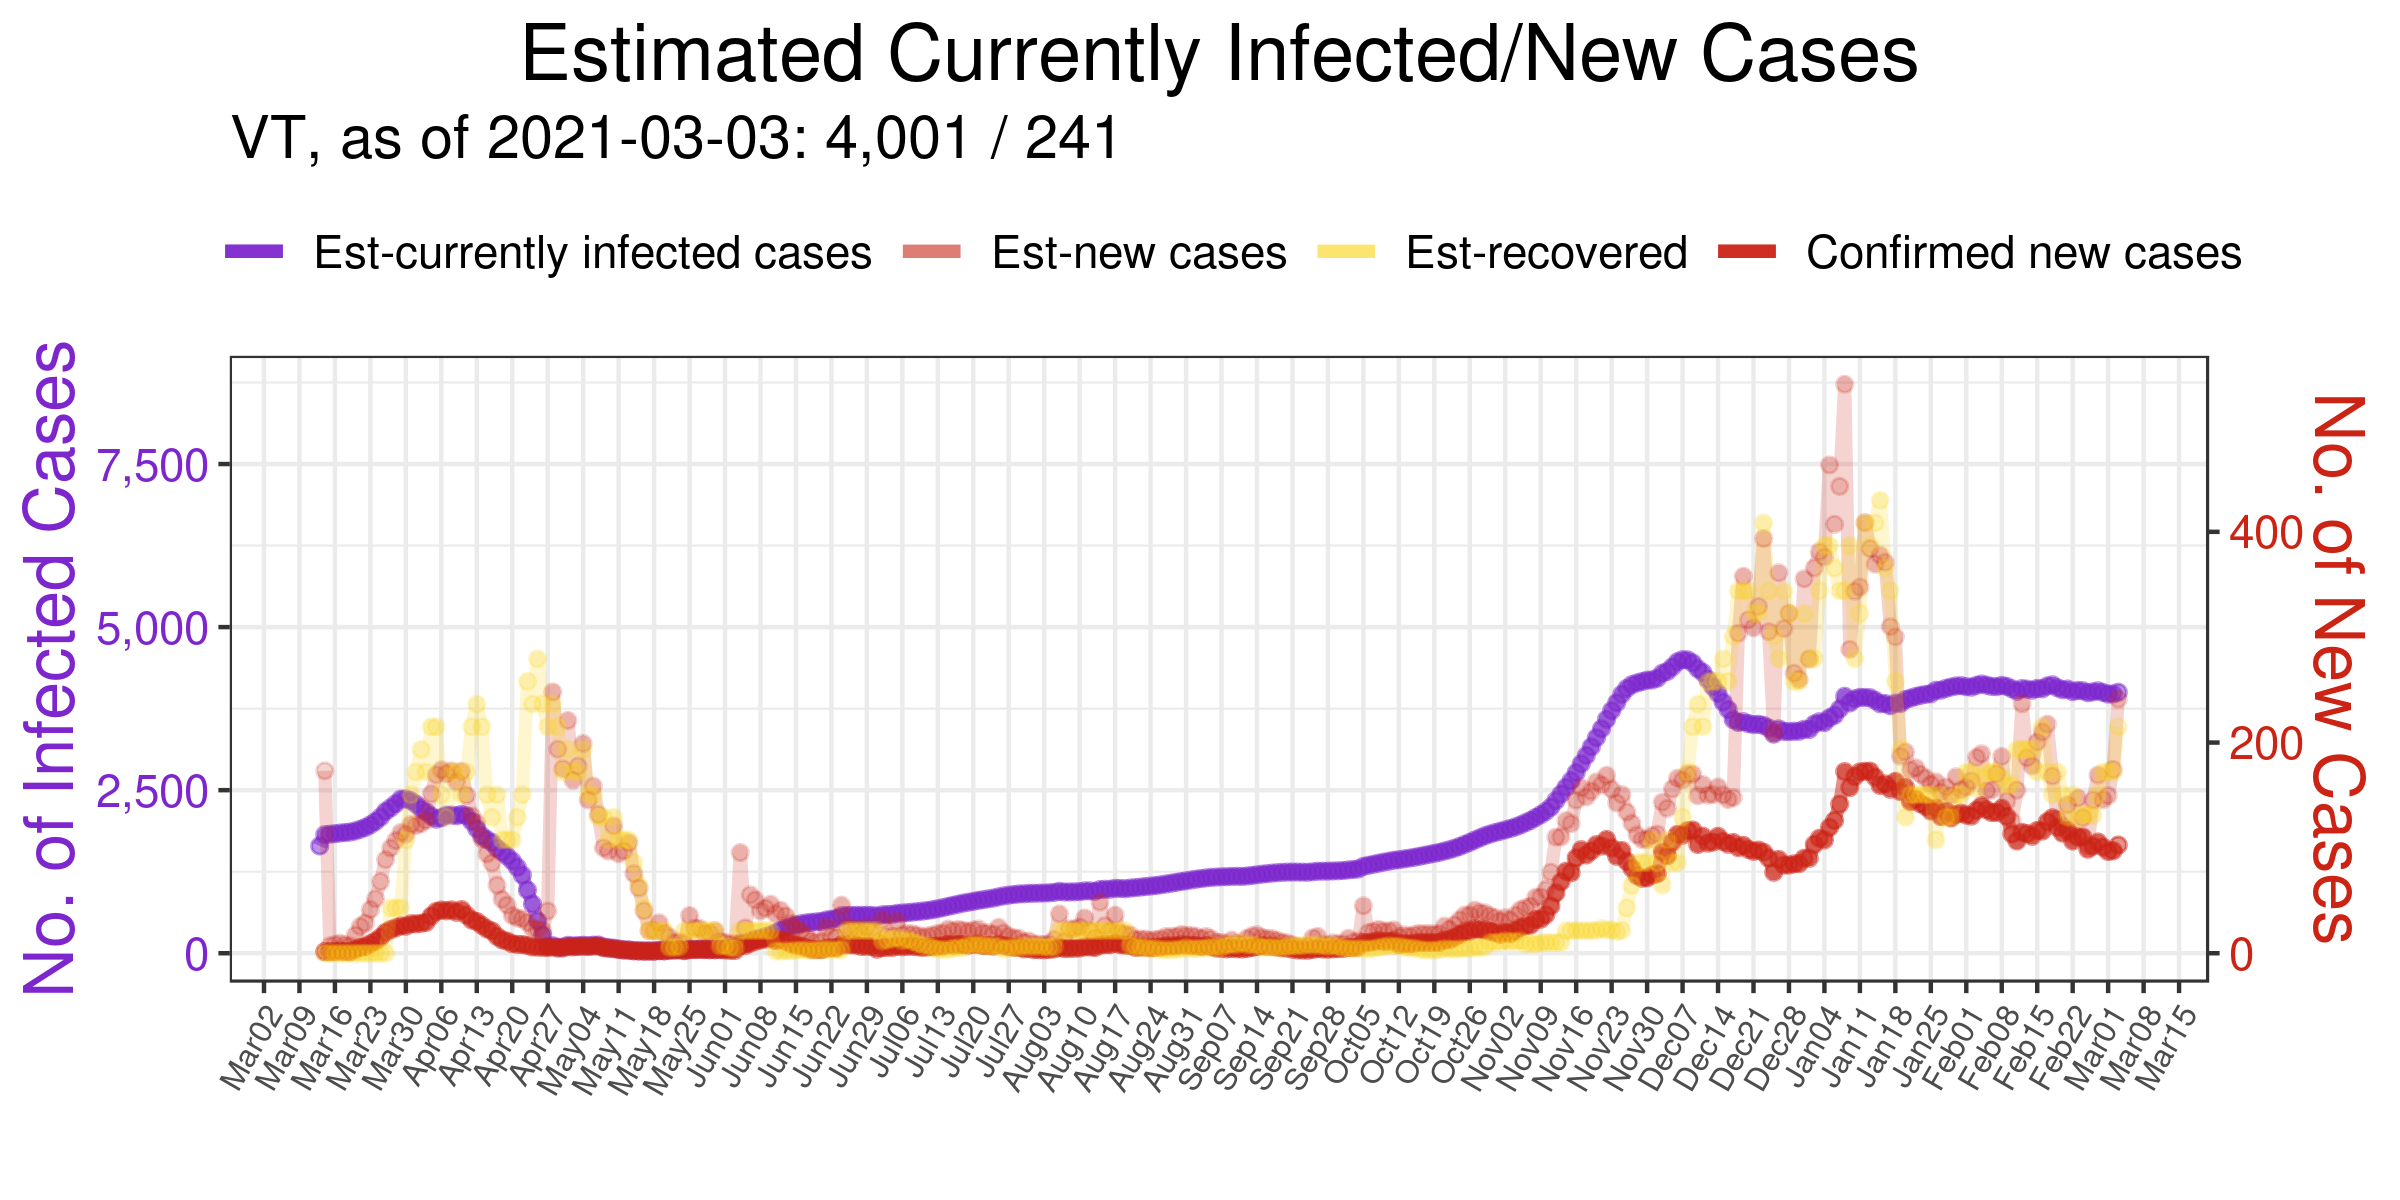 Estimated Currently Infected/New Cases
VT, as of 2021-03-03: 4,001 / 241
Est-currently infected cases Est-new cases Est-recovered Confirmed new cases
No. of Infected Cases
7,500
5,000
2,500
0
No. of New Cases
400
200
0
Mar02 Mar09 Mar16 Mar23 Mar30 Apr06 Apr13 Apr20 Apr27 May04 May11 May18 May25 Jun01 Jun08 Jun15 Jun22 Jun29 Jul06 Jul13 Jul20 Jul27 Aug03 Aug10 Aug17 Aug24 Aug31 Sep07 Sep14 Sep21 Sep28 Oct05 Oct12 Oct19 Oct26 Nov02 Nov09 Nov16 Nov23 Nov30 Dec07 Dec14 Dec21 Dec28 Jan04 Jan11 Jan18 Jan25 Feb01 Feb08 Feb15 Feb22 Mar01 Mar08 Mar15